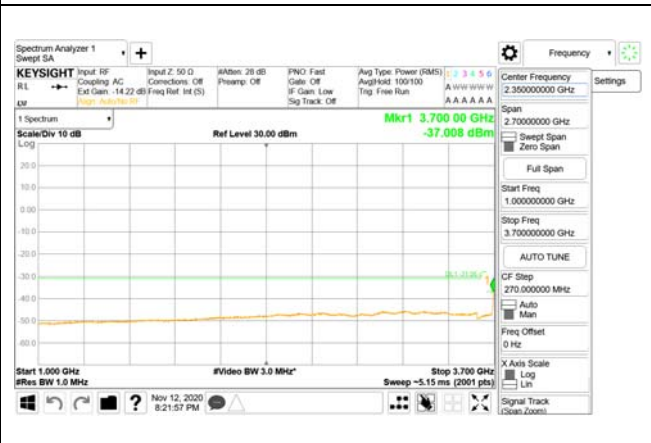 Spectrum Analyzer 1
Swept SA
Frequency
KEYSIGHT Input: RF Input Z: 50 Ω #Atten: 28 dB PNO: Fast Avg Type: Power (RMS) 1 2 3 4 5 6
RL Coupling: AC Corrections: Off Preamp: Off Gate: Off Avg|Hold: 100/100 A W W W W W
Ext Gain: -14.22 dB Freq Ref: Int (S) IF Gain: Low Trig: Free Run
Align: Auto/No RF Sig Track: Off A A A A A A
1 Spectrum
Mkr1 3.700 00 GHz
Scale/Div 10 dB Ref Level 30.00 dBm -37.008 dBm
Log
20.0
10.0
0.00
-10.0
-20.0
-30.0
-40.0
-50.0
-60.0
1
Start 1.000 GHz #Video BW 3.0 MHz* Stop 3.700 GHz
#Res BW 1.0 MHz Sweep ~5.15 ms (2001 pts)
Nov 12, 2020
8:21:57 PM
Center Frequency
2.350000000 GHz
Settings
Span
2.70000000 GHz
Swept Span
Zero Span
Full Span
Start Freq
1.000000000 GHz
Stop Freq
3.700000000 GHz
AUTO TUNE
CF Step
270.000000 MHz
Auto
Man
Freq Offset
0 Hz
X Axis Scale
Log
Lin
Signal Track
(Span Zoom)